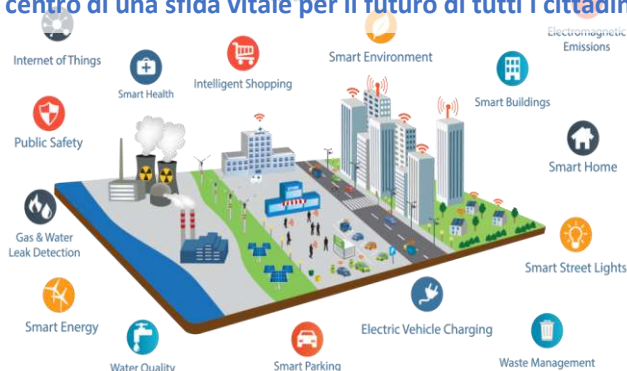 centro di una sfida vitale per il futuro di tutti i cittadin
Internet of Things
Smart Health
Intelligent Shopping
Smart Environment
Electromagnetic
Emissions
Smart Buildings
Public Safety
Smart Home
Gas & Water
Leak Detection
Smart Street Lights
Smart Energy
Electric Vehicle Charging
Water Quality
Smart Parking
Waste Management